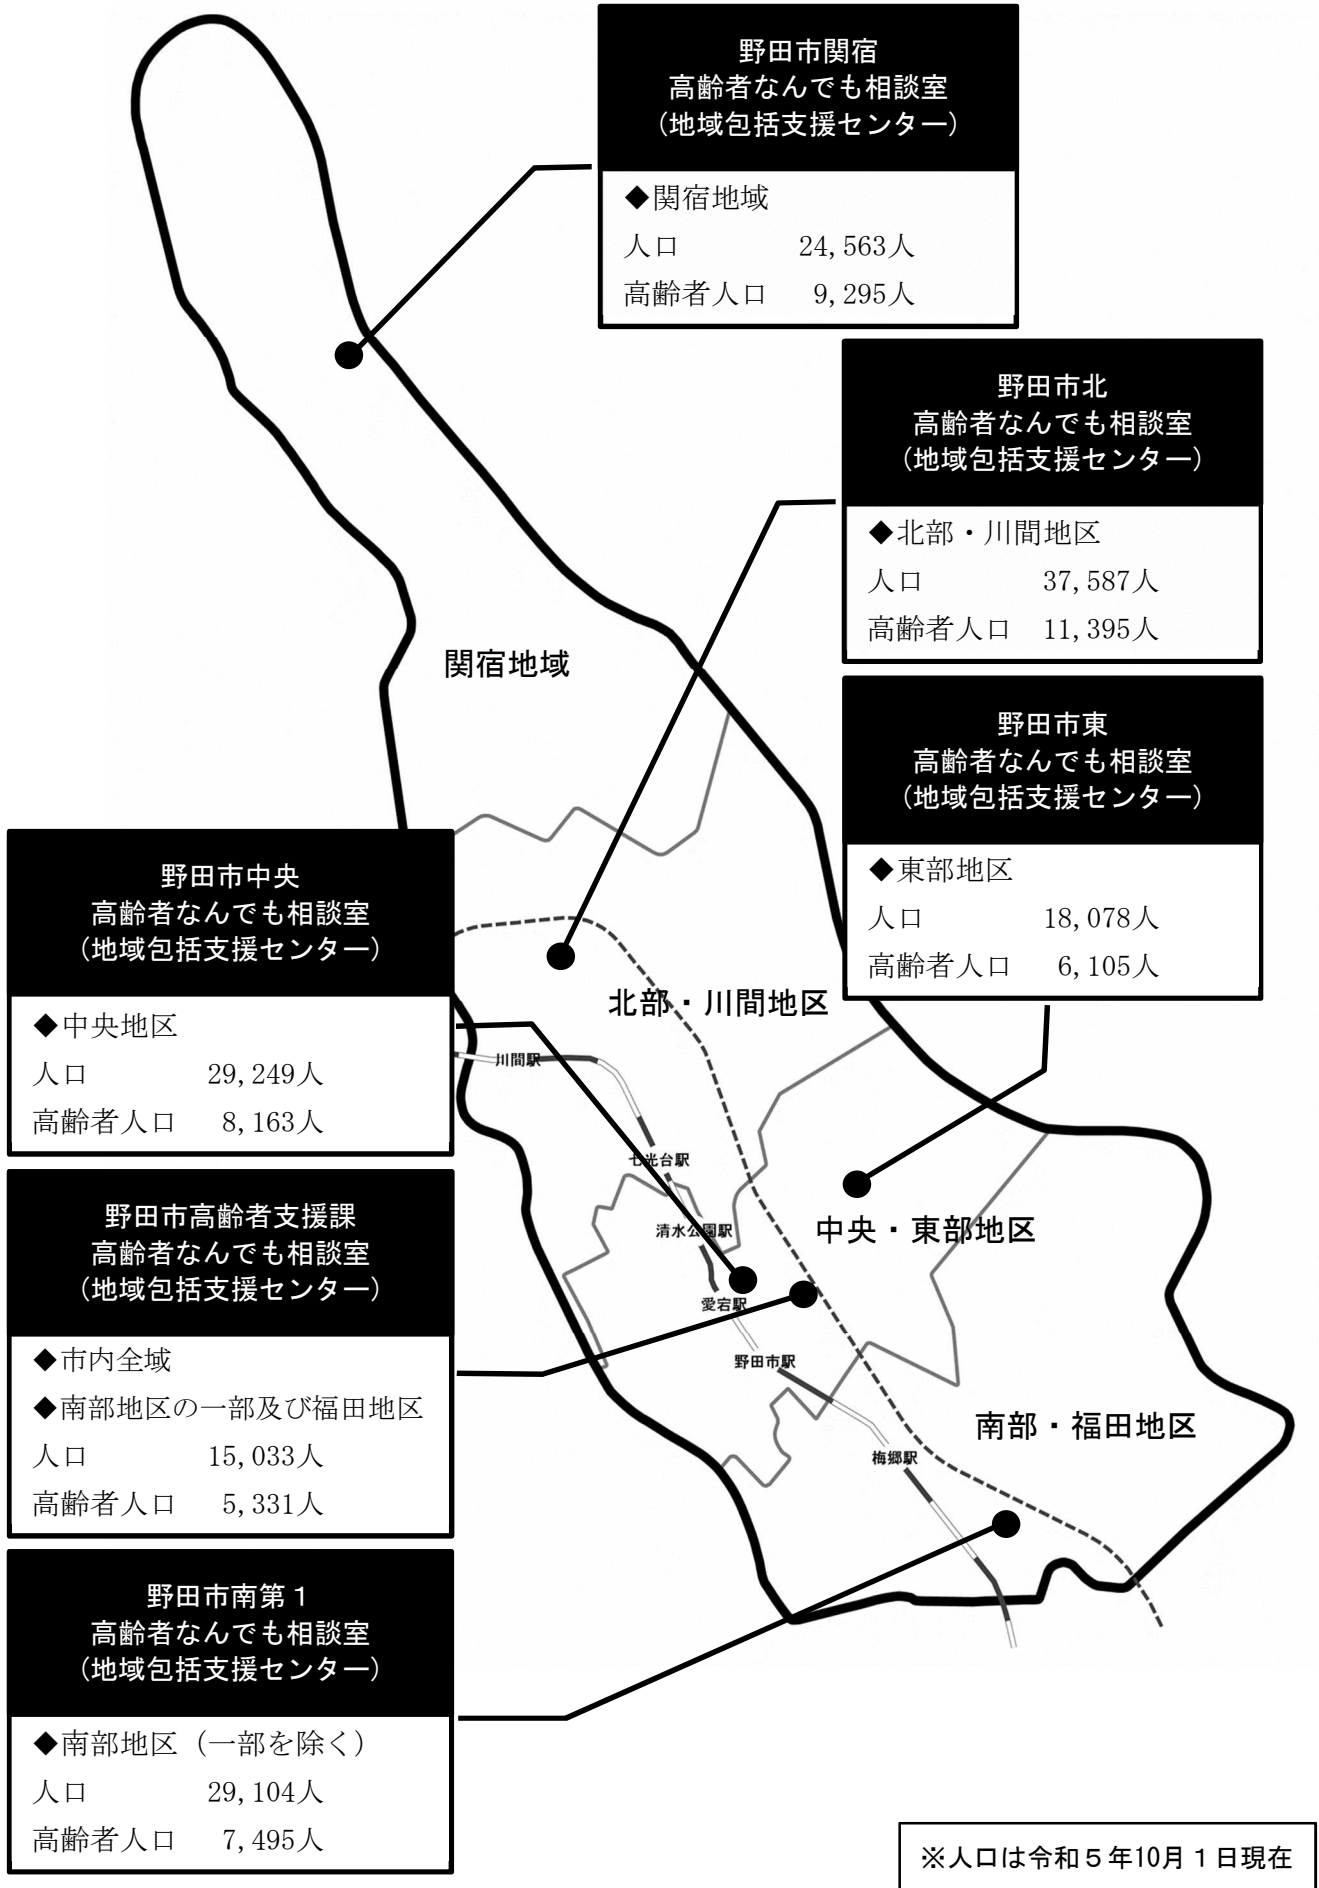 野田市関宿
高齢者なんでも相談室
(地域包括支援センター)
◆関宿地域
人口 24,563人
高齢者人口 9,295人
野田市北
高齢者なんでも相談室
(地域包括支援センター)
◆北部・川間地区
人口 37,587人
高齢者人口 11,395人
関宿地域
野田市東
高齢者なんでも相談室
(地域包括支援センター)
◆東部地区
人口 18,078人
高齢者人口 6,105人
野田市中央
高齢者なんでも相談室
(地域包括支援センター)
◆中央地区
人口 29,249人
高齢者人口 8,163人
北部・川間地区
川間駅
七光台駅
清水公園駅
愛宕駅
野田市駅
梅郷駅
中央・東部地区
南部・福田地区
野田市高齢者支援課
高齢者なんでも相談室
(地域包括支援センター)
◆市内全域
◆南部地区の一部及び福田地区
人口 15,033人
高齢者人口 5,331人
野田市南第1
高齢者なんでも相談室
(地域包括支援センター)
◆南部地区（一部を除く）
人口 29,104人
高齢者人口 7,495人
※人口は令和5年10月1日現在